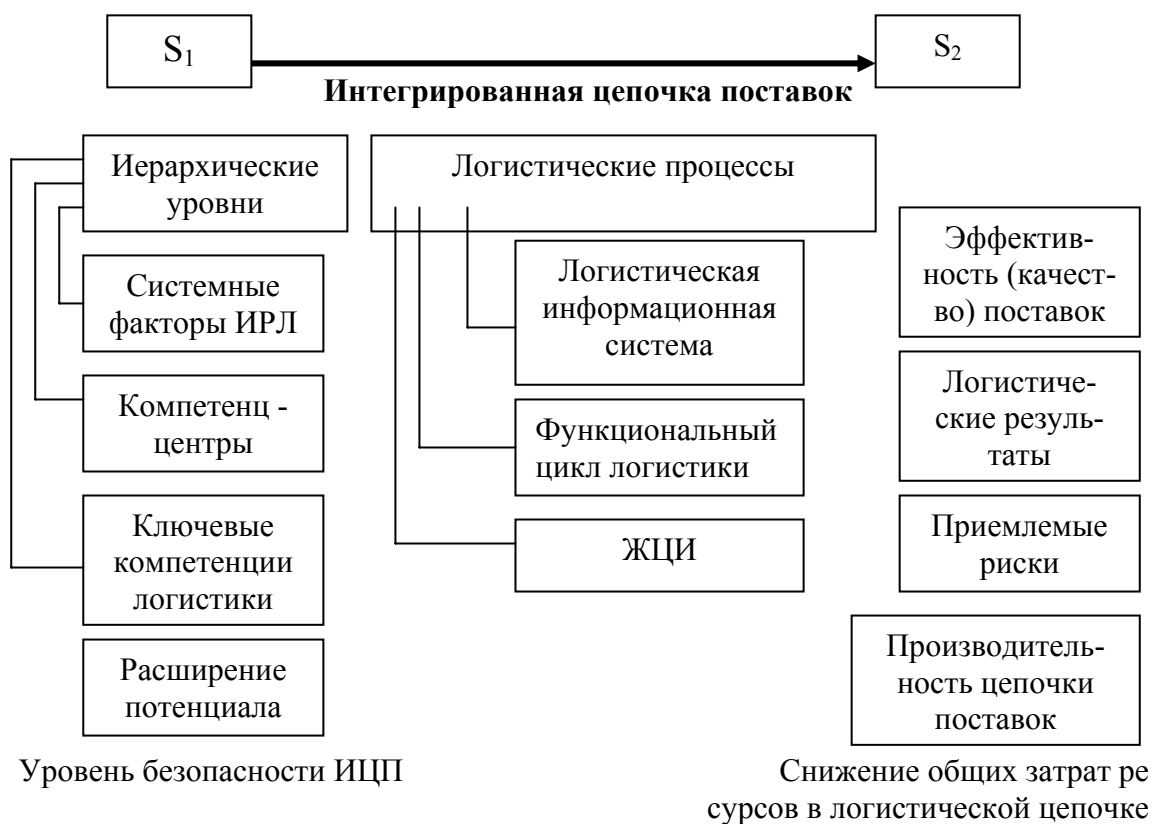 S₁
S₂
Интегрированная цепочка поставок
Иерархические
уровни
Системные
факторы ИРЛ
Компетенц -
центры
Ключевые
компетенции
логистики
Расширение
потенциала
Уровень безопасности ИЦП
Логистические процессы
Логистическая
информационная
система
Функциональный
цикл логистики
ЖЦИ
Эффектив-
ность (качест-
во) поставок
Логистиче-
ские резуль-
таты
Приемлемые
риски
Производитель-
ность цепочки
поставок
Снижение общих затрат ре
сурсов в логистической цепочке